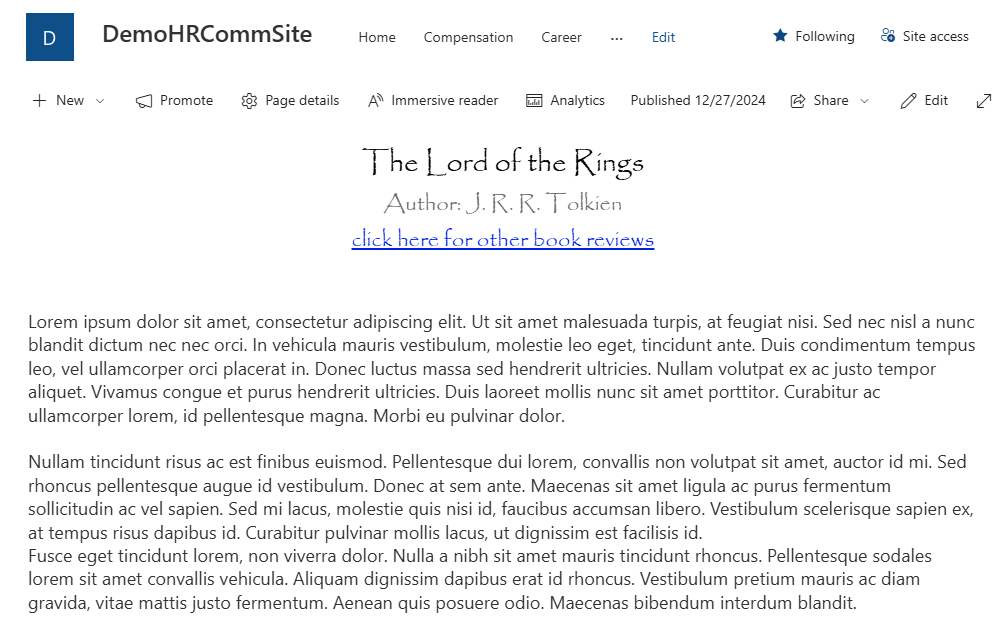 D DemoHRCommSite Home Compensation Career ... Edit Following Site access
New Promote Page details Immersive reader Analytics Published 12/27/2024 Share Edit
The Lord of the Rings
Author: J. R. R. Tolkien
click here for other book reviews
Lorem ipsum dolor sit amet, consectetur adipiscing elit. Ut sit amet malesuada turpis, at feugiat nisi. Sed nec nisl a nunc
blandit dictum nec nec orci. In vehicula mauris vestibulum, molestie leo eget, tincidunt ante. Duis condimentum tempus
leo, vel ullamcorper orci placerat in. Donec luctus massa sed hendrerit ultricies. Nullam volutpat ex ac justo tempor
aliquet. Vivamus congue et purus hendrerit ultricies. Duis laoreet mollis nunc sit amet porttitor. Curabitur ac
ullamcorper lorem, id pellentesque magna. Morbi eu pulvinar dolor.
Nullam tincidunt risus ac est finibus euismod. Pellentesque dui lorem, convallis non volutpat sit amet, auctor id mi. Sed
rhoncus pellentesque augue id vestibulum. Donec at sem ante. Maecenas sit amet ligula ac purus fermentum
sollicitudin ac vel sapien. Sed mi lacus, molestie quis nisi id, faucibus accumsan libero. Vestibulum scelerisque sapien ex,
at tempus risus dapibus id. Curabitur pulvinar mollis lacus, ut dignissim est facilisis id.
Fusce eget tincidunt lorem, non viverra dolor. Nulla a nibh sit amet mauris tincidunt rhoncus. Pellentesque sodales
lorem sit amet convallis vehicula. Aliquam dignissim dapibus erat id rhoncus. Vestibulum pretium mauris ac diam
gravida, vitae mattis justo fermentum. Aenean quis posuere odio. Maecenas bibendum interdum blandit.